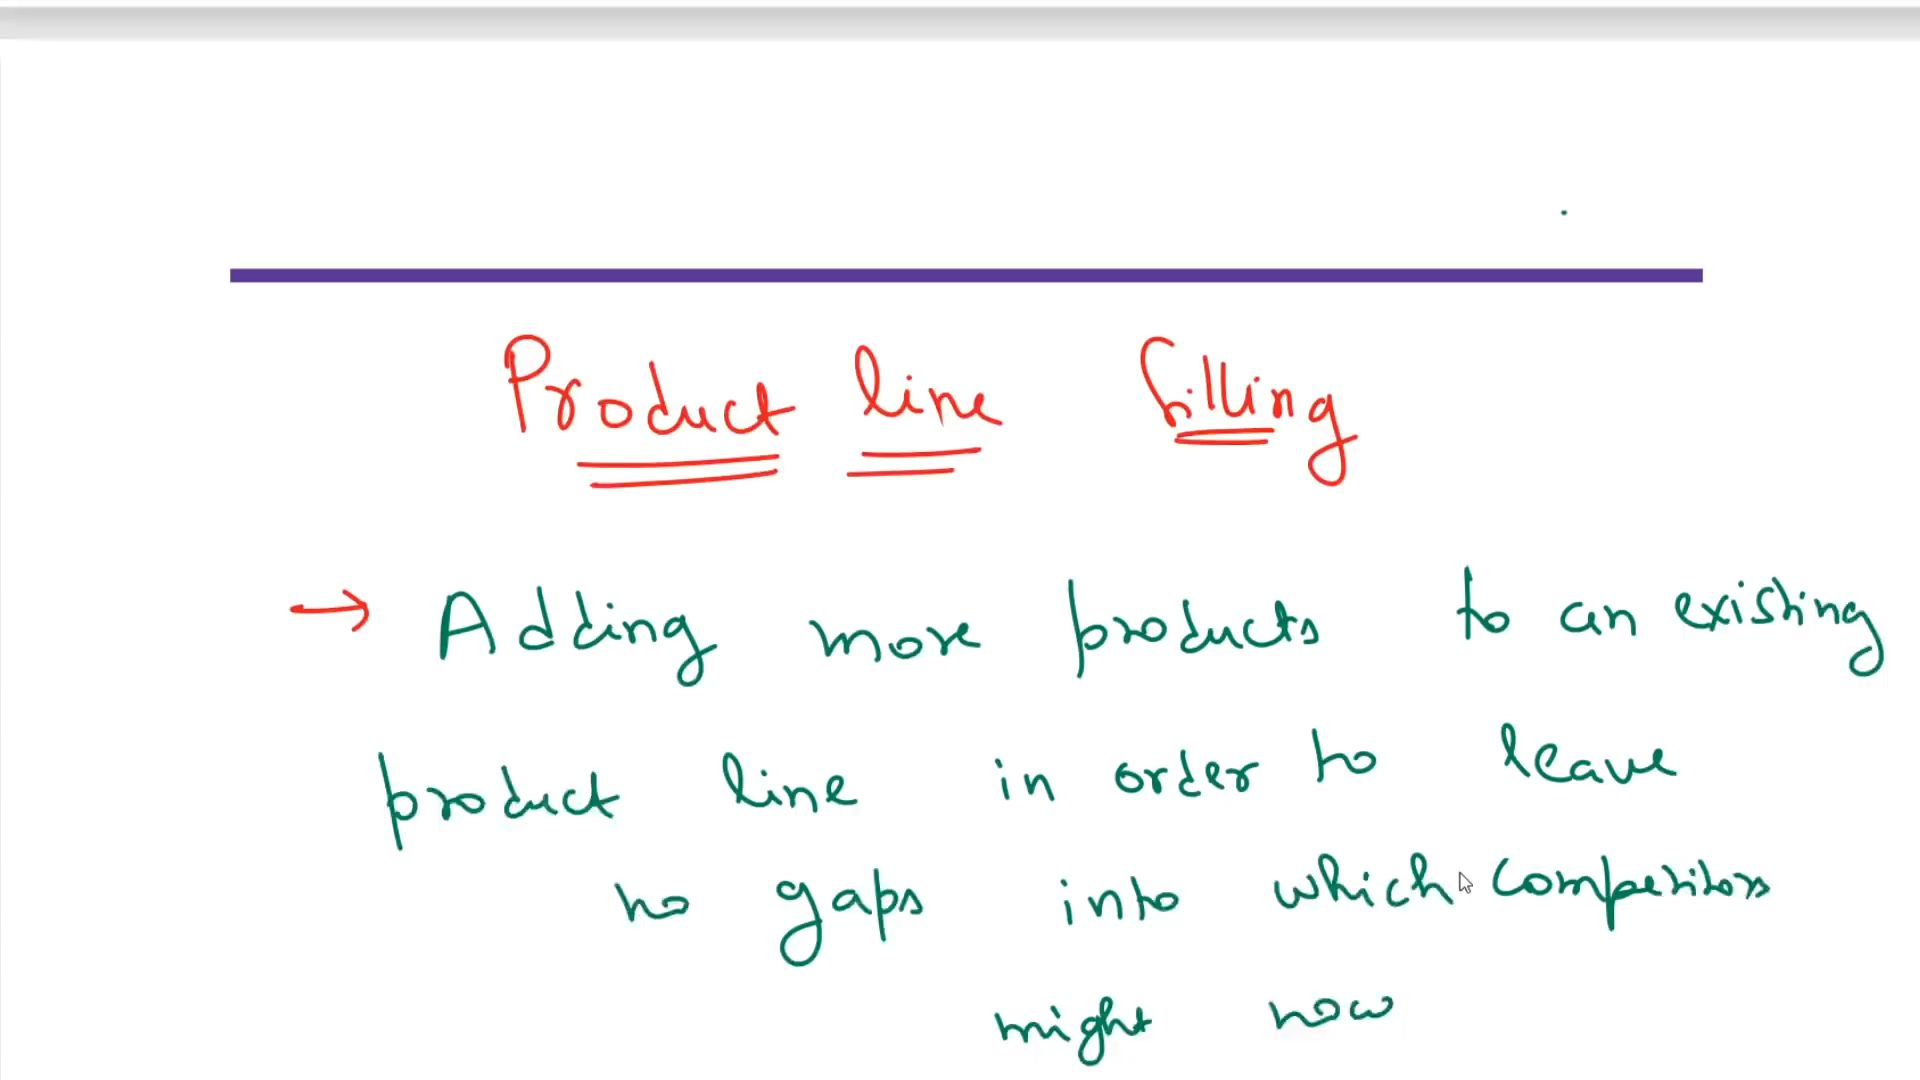 Product line filling
→ Adding more products to an existing
product line in order to leave
no gaps into which competitors
might now